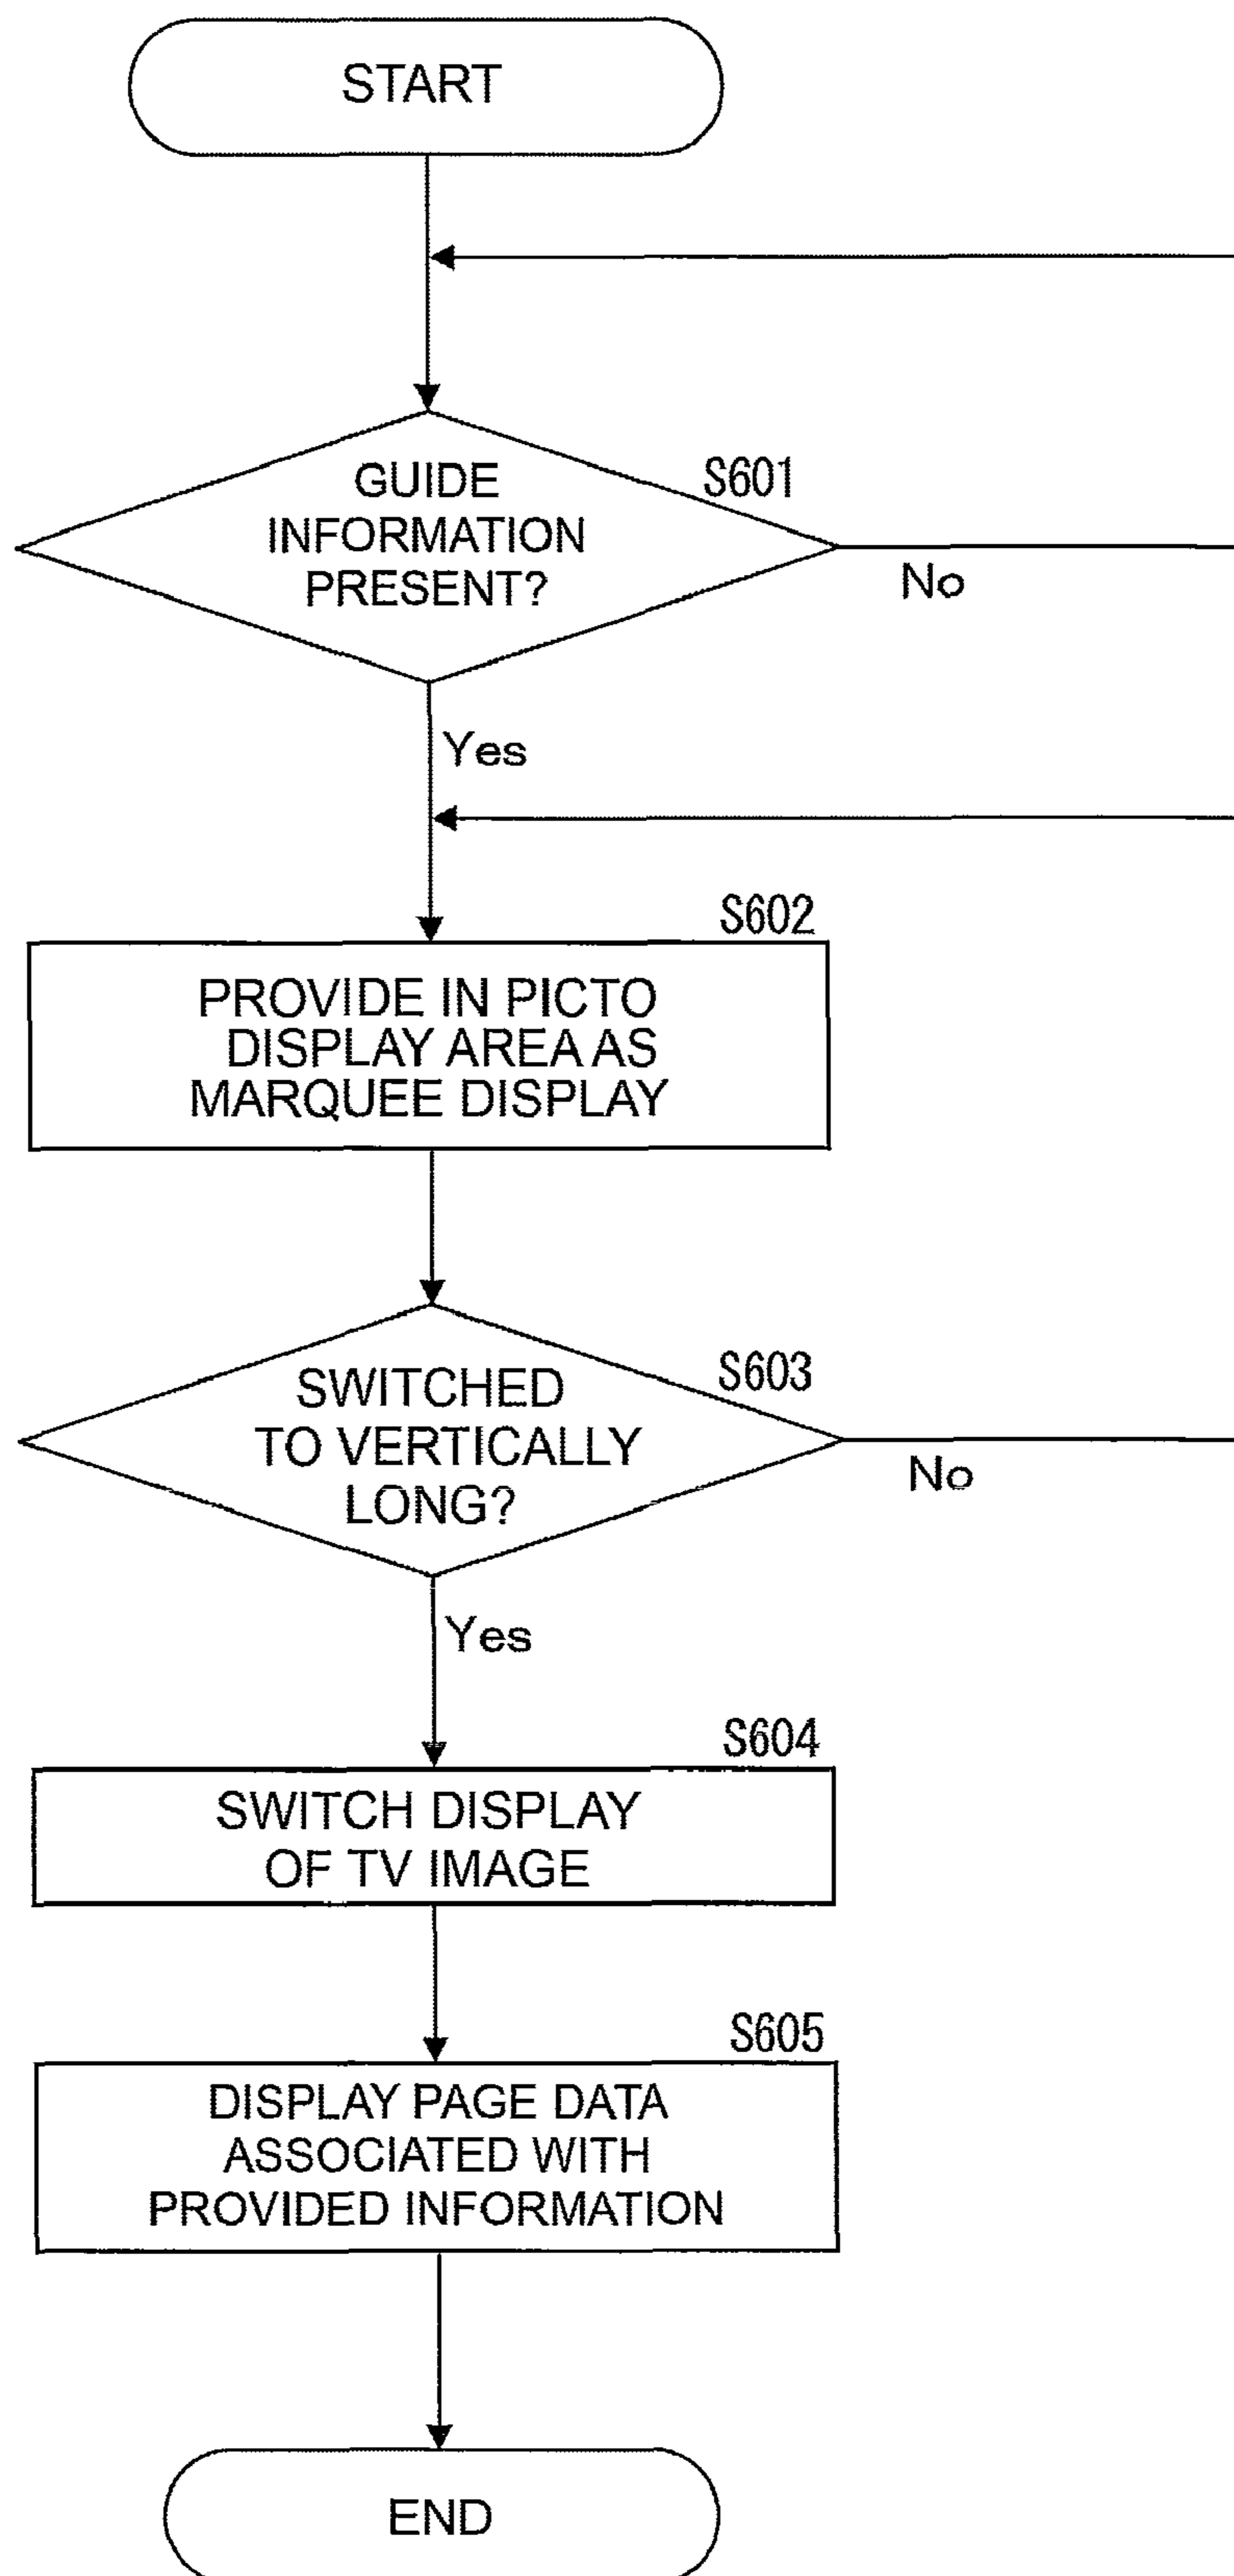 START
GUIDE
INFORMATION
PRESENT?
S601
No
Yes
S602
PROVIDE IN PICTO
DISPLAY AREA AS
MARQUEE DISPLAY
SWITCHED
TO VERTICALLY
LONG?
S603
No
Yes
S604
SWITCH DISPLAY
OF TV IMAGE
S605
DISPLAY PAGE DATA
ASSOCIATED WITH
PROVIDED INFORMATION
END